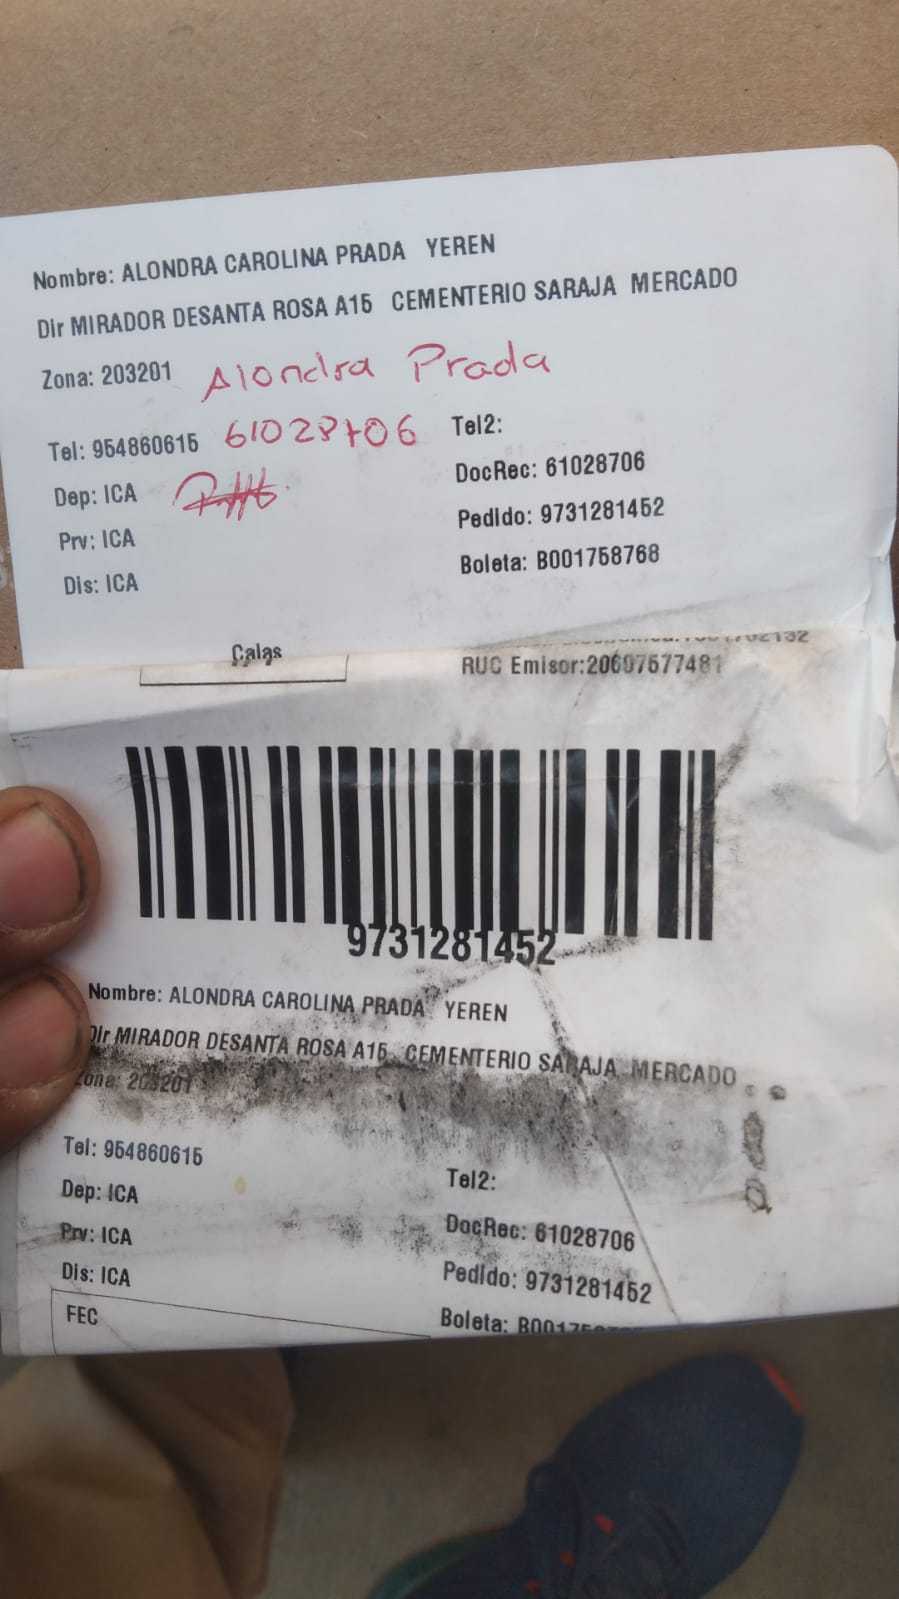 Nombre: ALONDRA CAROLINA PRADA YEREN
Dir MIRADOR DESANTA ROSA A15 CEMENTERIO SARAJA MERCADO
Zona: 203201 Alondra Prada
Tel: 954860615 61028706 Tel2:
Dep: ICA DocRec: 61028706
Prv: ICA Pedido: 9731281452
Dis: ICA Boleta: B001758768
RUC Emisor:20607577481
9731281452
Nombre: ALONDRA CAROLINA PRADA YEREN
Dir MIRADOR DESANTA ROSA A15 CEMENTERIO SARAJA MERCADO
Zona: 203201
Tel: 954860615 Tel2:
Dep: ICA DocRec: 61028706
Prv: ICA Pedido: 9731281452
Dis: ICA Boleta:
FEC